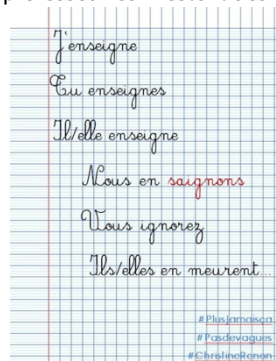 J'enseigne
Tu enseignes
Il/elle enseigne
Nous en saignons
Vous ignorez
Ils/elles en meurent...
#Plusjamaisça
#Pasdevagues
#ChristineRenon